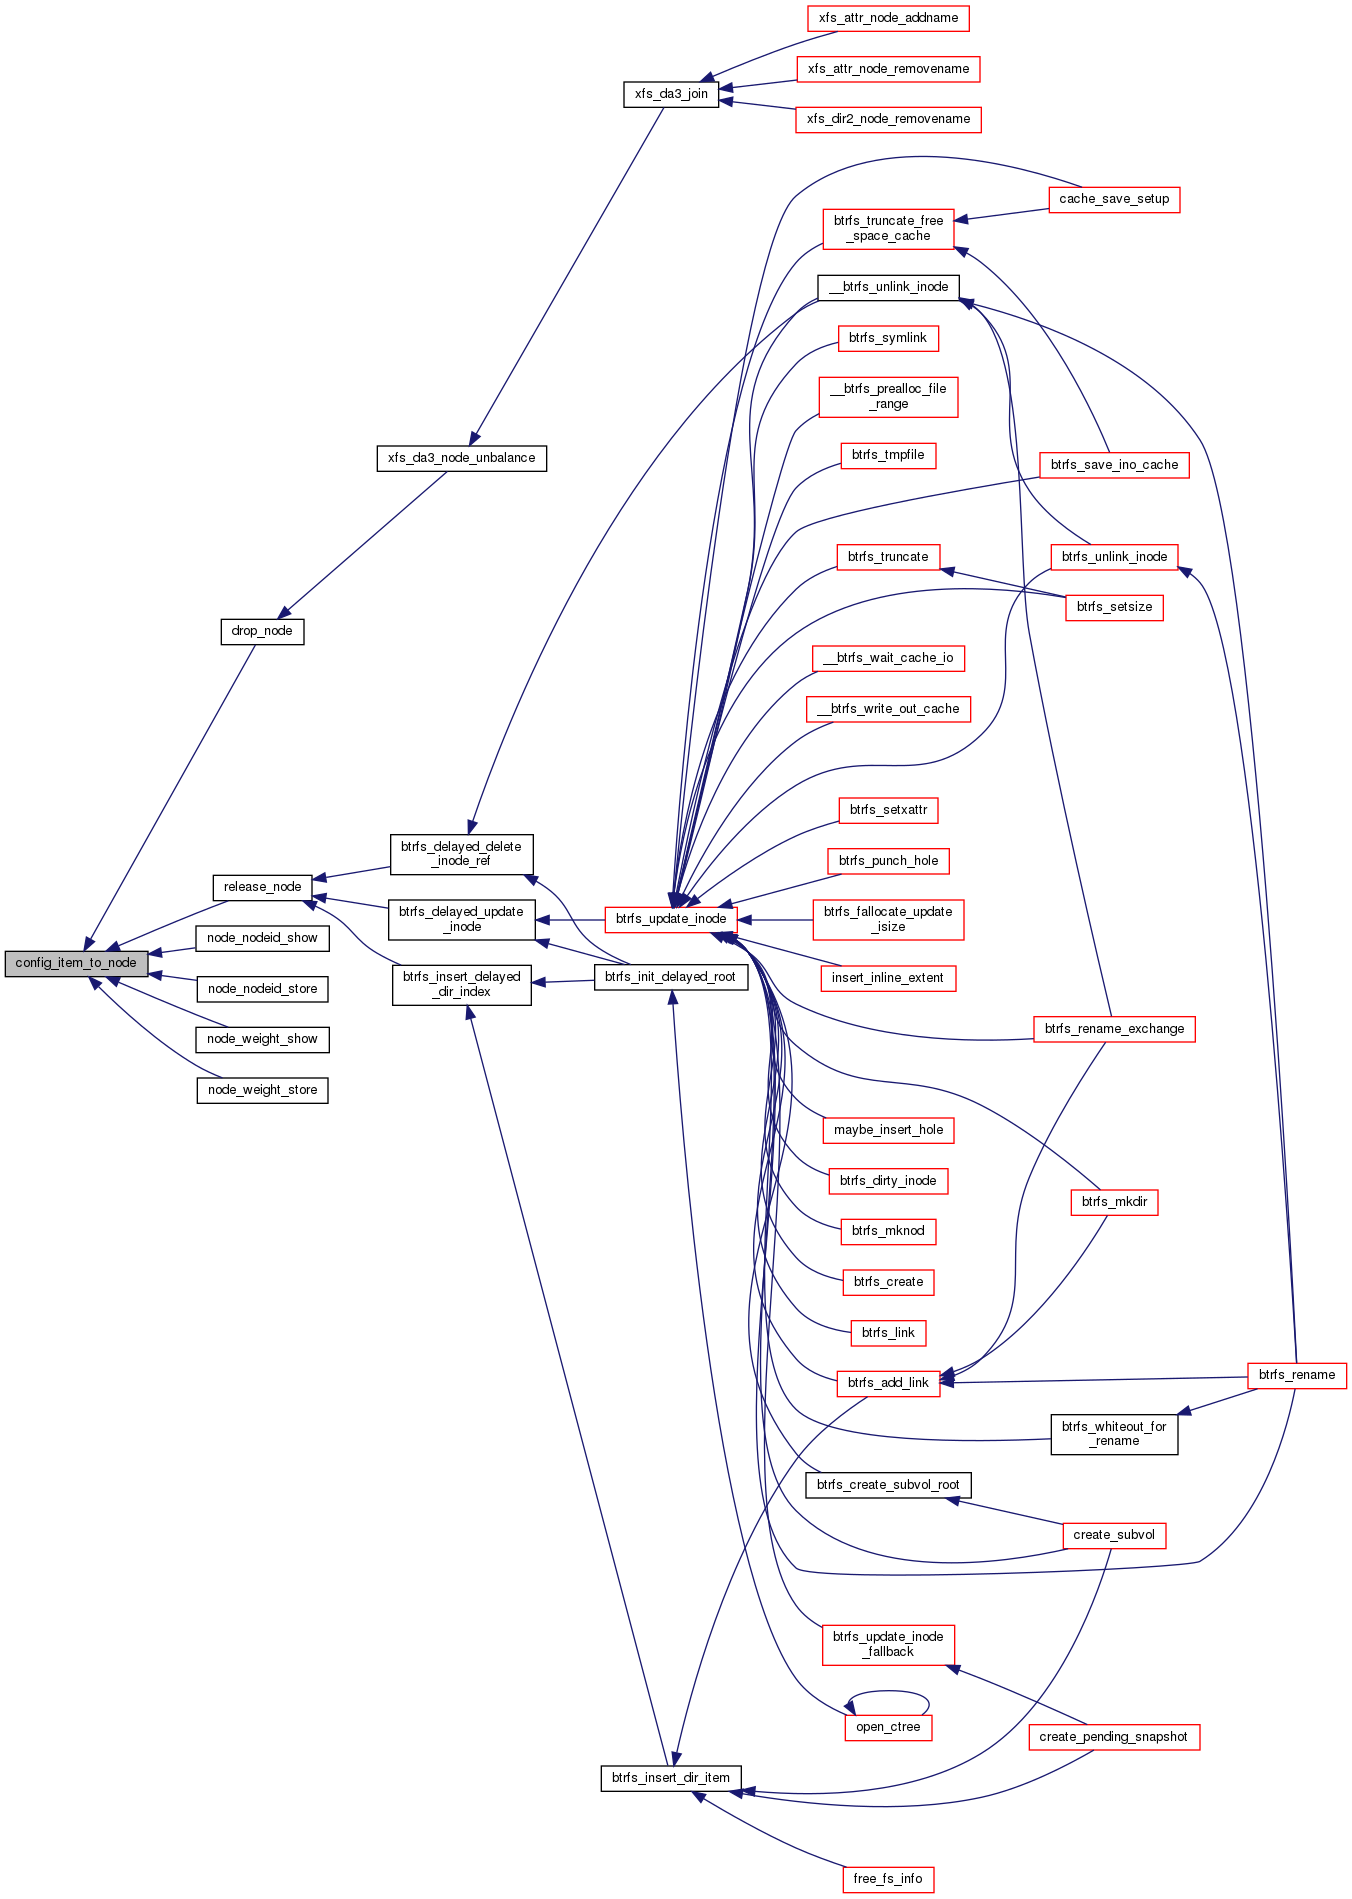 xfs_attr_node_addname
xfs_attr_node_removename
xfs_da3_join
xfs_dir2_node_removename
cache_save_setup
btrfs_truncate_free
_space_cache
__btrfs_unlink_inode
btrfs_symlink
__btrfs_prealloc_file
_range
btrfs_tmpfile
xfs_da3_node_unbalance
btrfs_save_ino_cache
btrfs_truncate
btrfs_unlink_inode
btrfs_setsize
drop_node
__btrfs_wait_cache_io
__btrfs_write_out_cache
btrfs_setxattr
btrfs_delayed_delete
_inode_ref
btrfs_punch_hole
release_node
btrfs_delayed_update
_inode
btrfs_update_inode
btrfs_fallocate_update
_isize
node_nodeid_show
config_item_to_node
btrfs_insert_delayed
_dir_index
btrfs_init_delayed_root
insert_inline_extent
node_nodeid_store
node_weight_show
btrfs_rename_exchange
node_weight_store
maybe_insert_hole
btrfs_dirty_inode
btrfs_mkdir
btrfs_mknod
btrfs_create
btrfs_link
btrfs_add_link
btrfs_rename
btrfs_whiteout_for
_rename
btrfs_create_subvol_root
create_subvol
btrfs_update_inode
_fallback
open_ctree
create_pending_snapshot
btrfs_insert_dir_item
free_fs_info